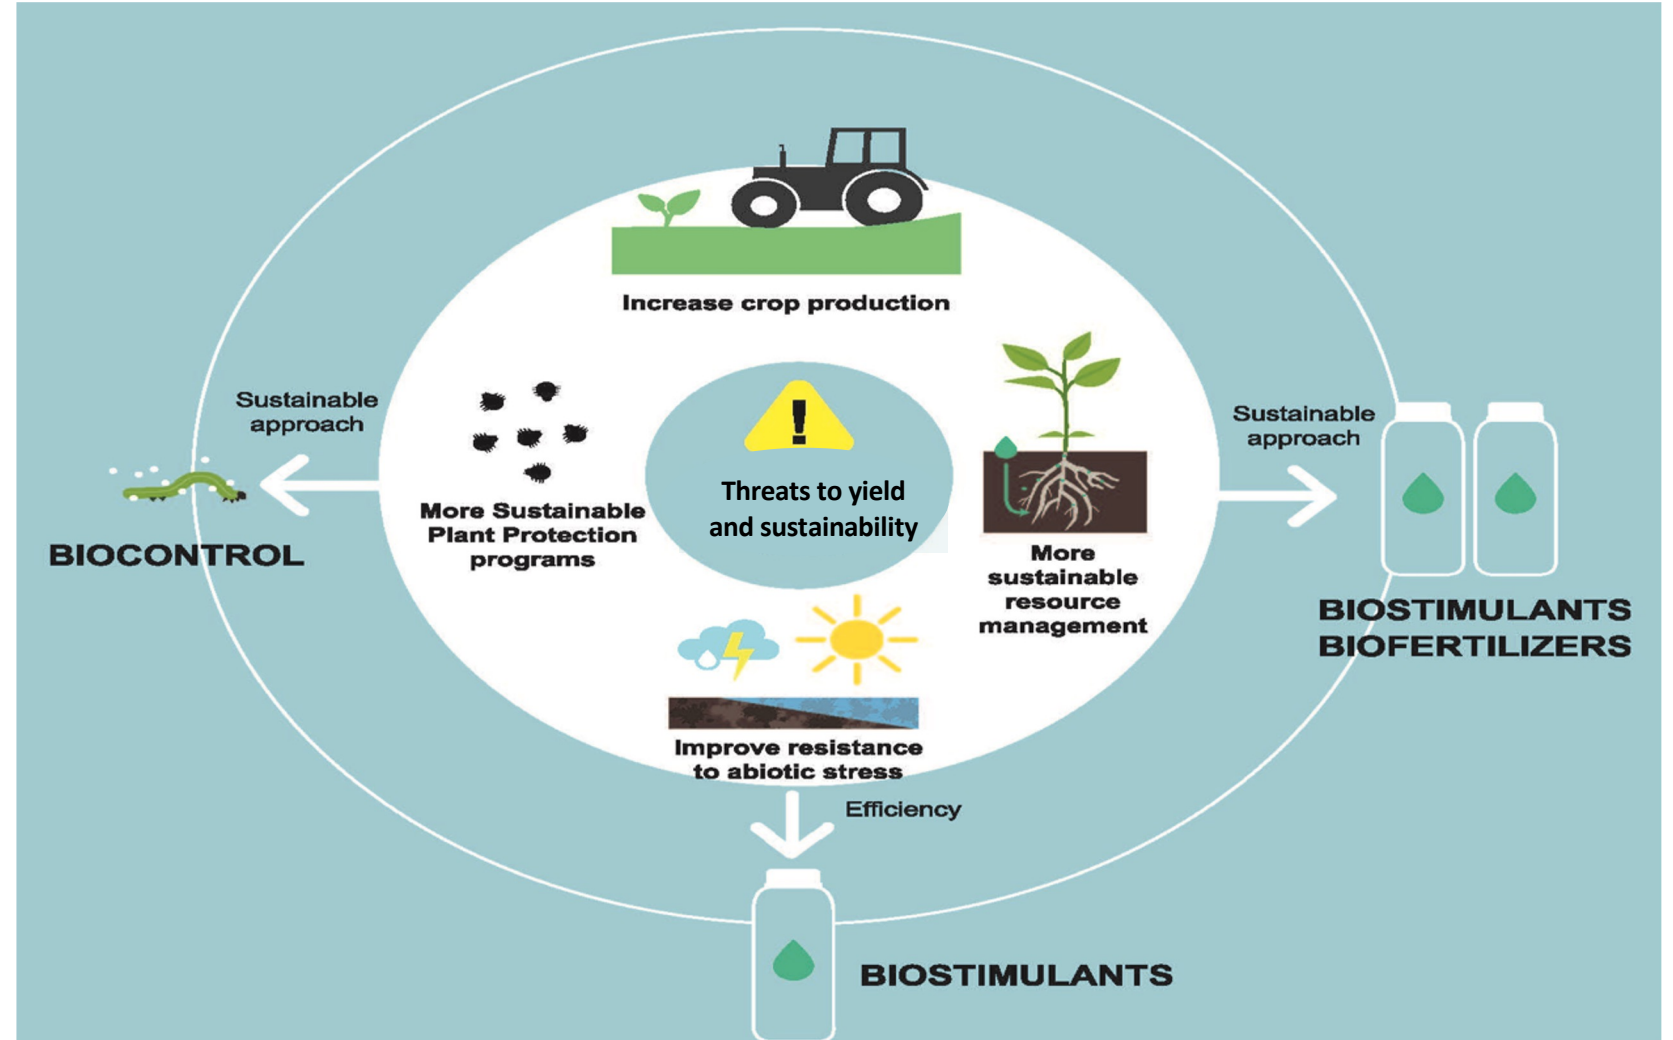 Increase crop production
Sustainable
approach
BIOCONTROL
More Sustainable
Plant Protection
programs
Threats to yield
and sustainability
More
sustainable
resource
management
Sustainable
approach
BIOSTIMULANTS
BIOFERTILIZERS
Improve resistance
to abiotic stress
Efficiency
BIOSTIMULANTS